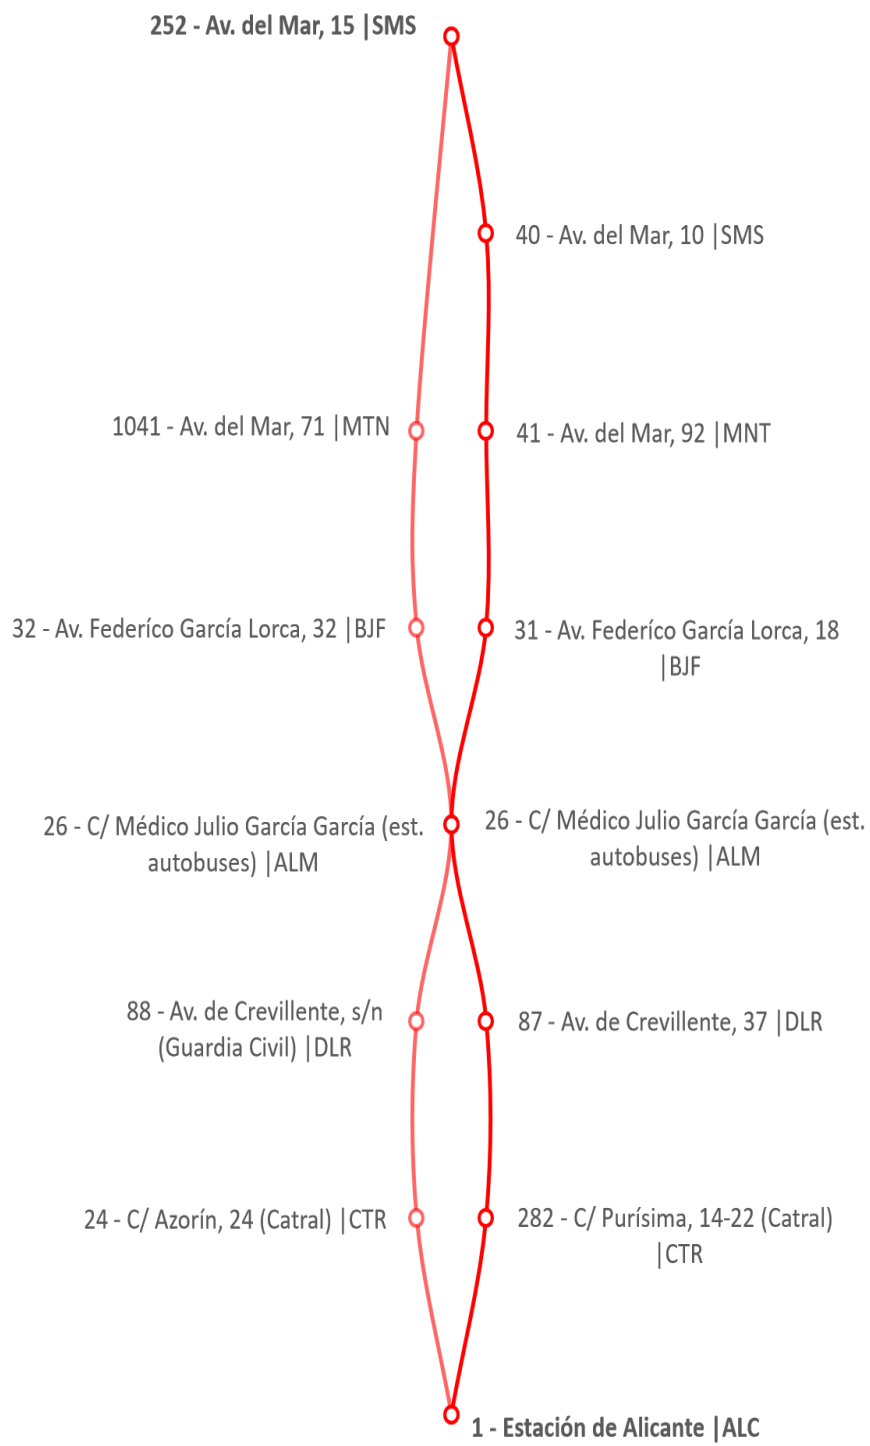 252 - Av. del Mar, 15 |SMS
40 - Av. del Mar, 10 |SMS
1041 - Av. del Mar, 71 |MTN
41 - Av. del Mar, 92 |MNT
32 - Av. Federíco García Lorca, 32 |BJF
31 - Av. Federíco García Lorca, 18
|BJF
26 - C/ Médico Julio García García (est.
autobuses) |ALM
26 - C/ Médico Julio García García (est.
autobuses) |ALM
88 - Av. de Crevillente, s/n
(Guardia Civil) |DLR
87 - Av. de Crevillente, 37 |DLR
24 - C/ Azorín, 24 (Catral) |CTR
282 - C/ Purísima, 14-22 (Catral)
|CTR
1 - Estación de Alicante |ALC